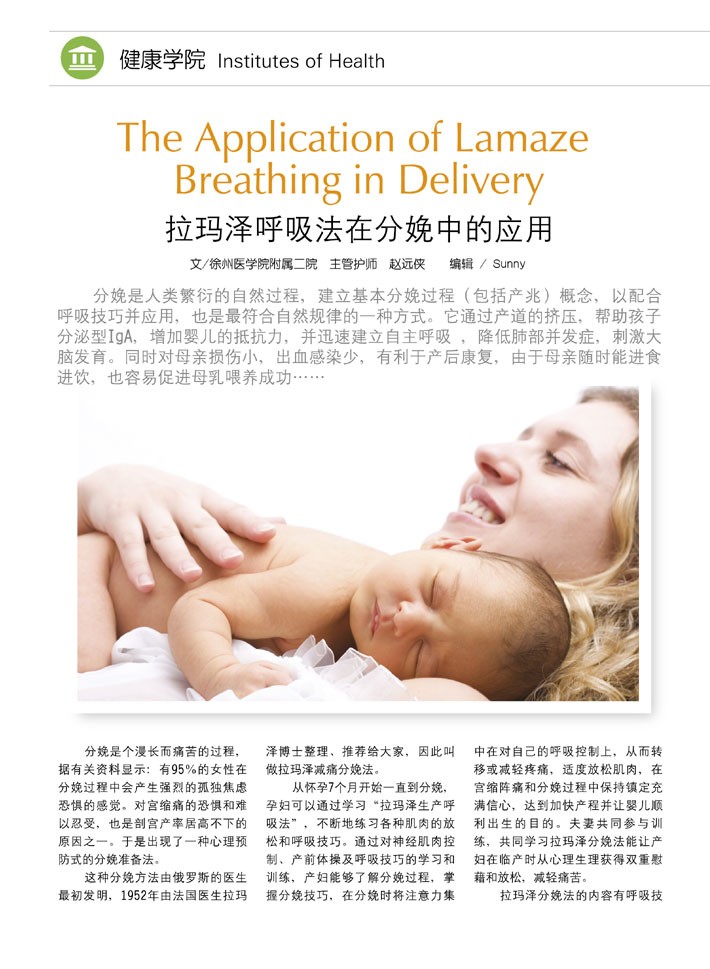 健康学院 Institutes of Health
The Application of Lamaze
Breathing in Delivery
拉玛泽呼吸法在分娩中的应用
文/徐州医学院附属二院 主管护师 赵远侠 编辑 / Sunny
分娩是人类繁衍的自然过程，建立基本分娩过程（包括产兆）概念，以配合
呼吸技巧并应用，也是最符合自然规律的一种方式。它通过产道的挤压，帮助孩子
分泌型IgA，增加婴儿的抵抗力，并迅速建立自主呼吸 ，降低肺部并发症，刺激大
脑发育。同时对母亲损伤小，出血感染少，有利于产后康复，由于母亲随时能进食
进饮，也容易促进母乳喂养成功……
分娩是个漫长而痛苦的过程，
据有关资料显示：有95%的女性在
分娩过程中会产生强烈的孤独焦虑
恐惧的感觉。对宫缩痛的恐惧和难
以忍受，也是剖宫产率居高不下的
原因之一。于是出现了一种心理预
防式的分娩准备法。
这种分娩方法由俄罗斯的医生
最初发明，1952年由法国医生拉玛
泽博士整理、推荐给大家，因此叫
做拉玛泽减痛分娩法。
从怀孕7个月开始一直到分娩，
孕妇可以通过学习“拉玛泽生产呼
吸法”，不断地练习各种肌肉的放
松和呼吸技巧。通过对神经肌肉控
制、产前体操及呼吸技巧的学习和
训练，产妇能够了解分娩过程，掌
握分娩技巧，在分娩时将注意力集
中在对自己的呼吸控制上，从而转
移或减轻疼痛，适度放松肌肉，在
宫缩阵痛和分娩过程中保持镇定充
满信心，达到加快产程并让婴儿顺
利出生的目的。夫妻共同参与训
练，共同学习拉玛泽分娩法能让产
妇在临产时从心理生理获得双重慰
藉和放松，减轻痛苦。
拉玛泽分娩法的内容有呼吸技